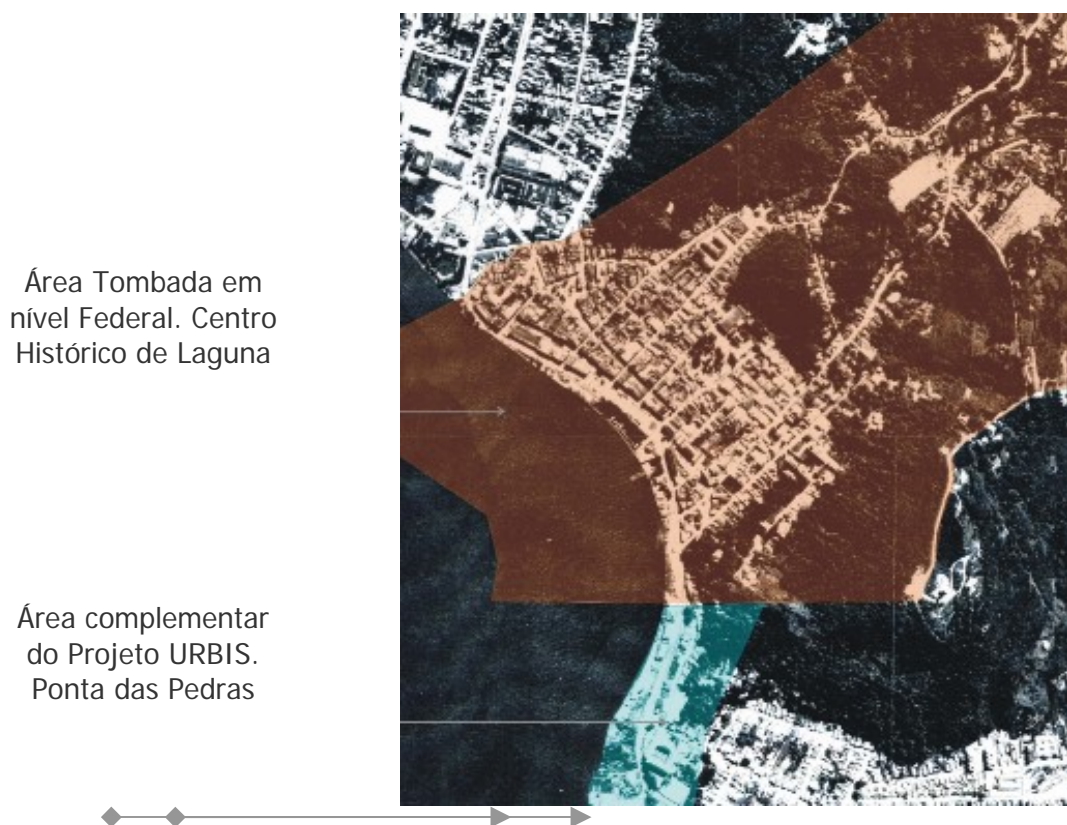 Área Tombada em
nível Federal. Centro
Histórico de Laguna
Área complementar
do Projeto URBIS.
Ponta das Pedras